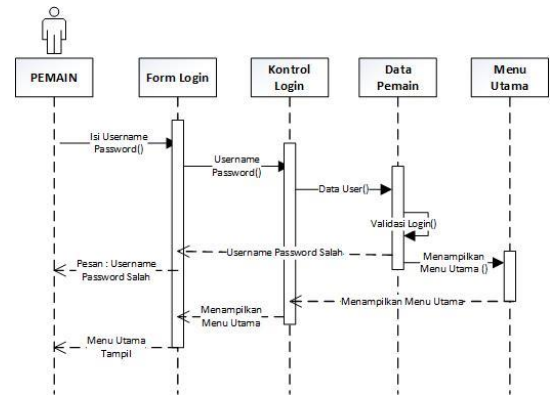 PEMAIN
Form Login
Kontrol
Login
Data
Pemain
Menu
Utama
Isi Username
Password()
Username
Password()
Data User()
Validasi Login()
Username Password Salah
Menampilkan
Menu Utama ()
Pesan : Username
Password Salah
Menampilkan Menu Utama
Menampilkan
Menu Utama
Menu Utama
Tampil